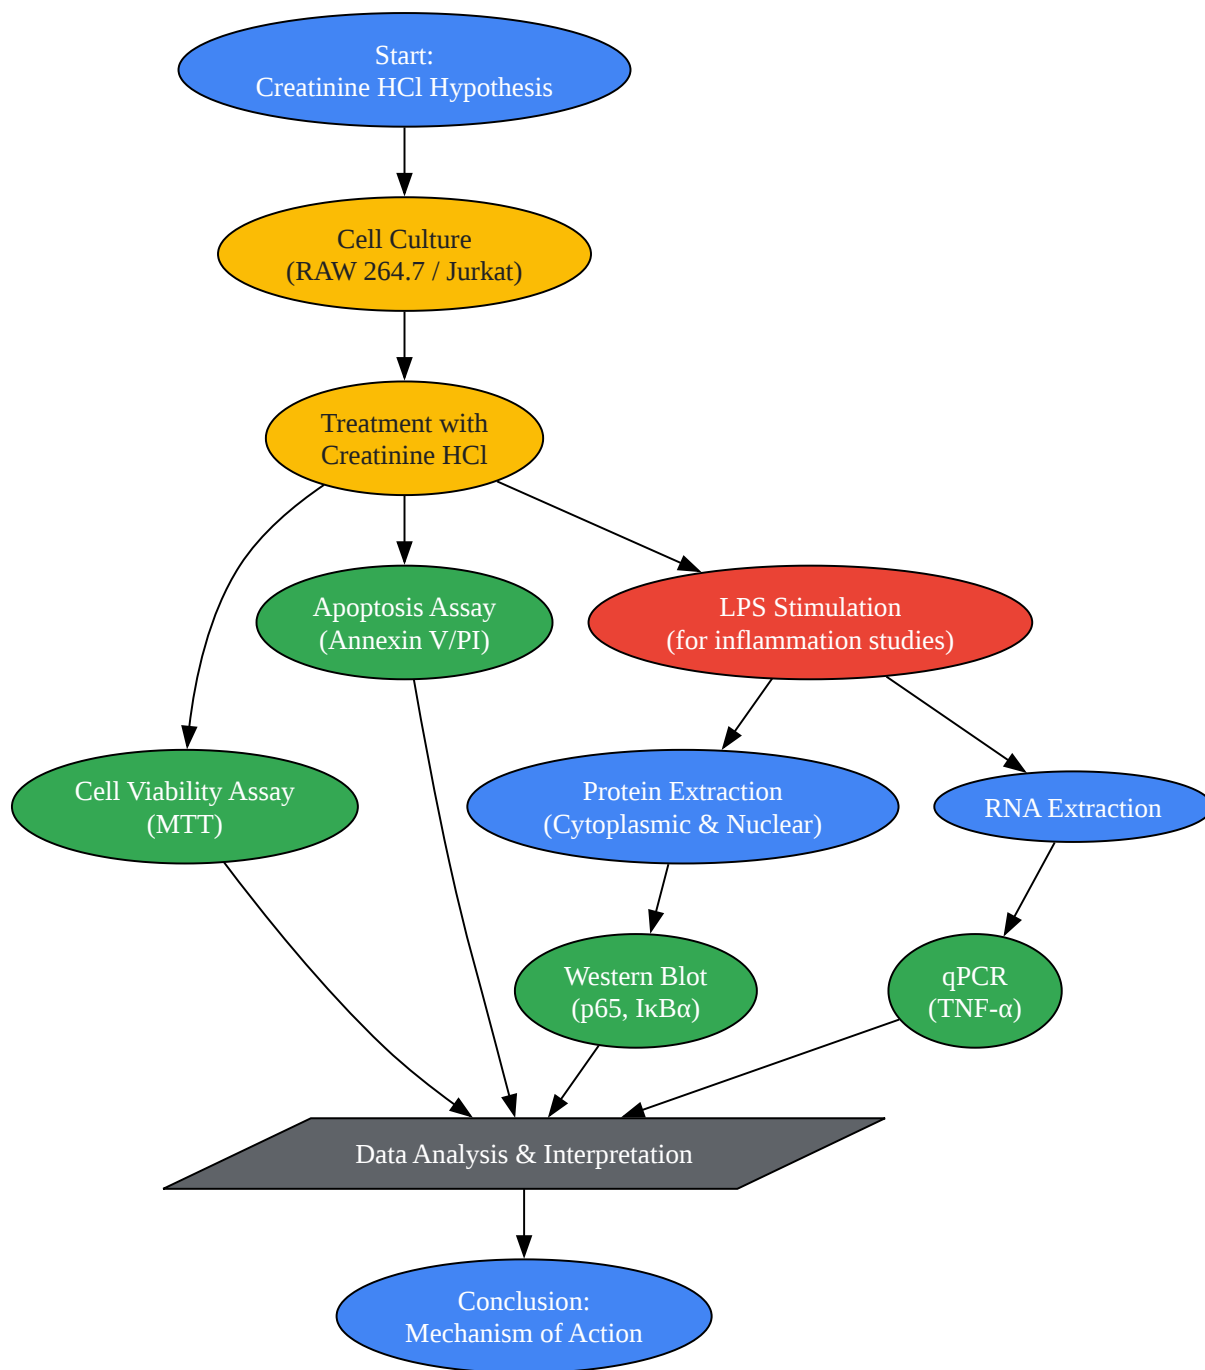 Start:
Creatinine HCl Hypothesis
Cell Culture
(RAW 264.7 / Jurkat)
Treatment with
Creatinine HCl
Apoptosis Assay
(Annexin V/PI)
LPS Stimulation
(for inflammation studies)
Cell Viability Assay
(MTT)
Protein Extraction
(Cytoplasmic & Nuclear)
RNA Extraction
Western Blot
(p65, IκBα)
qPCR
(TNF-α)
Data Analysis & Interpretation
Conclusion:
Mechanism of Action